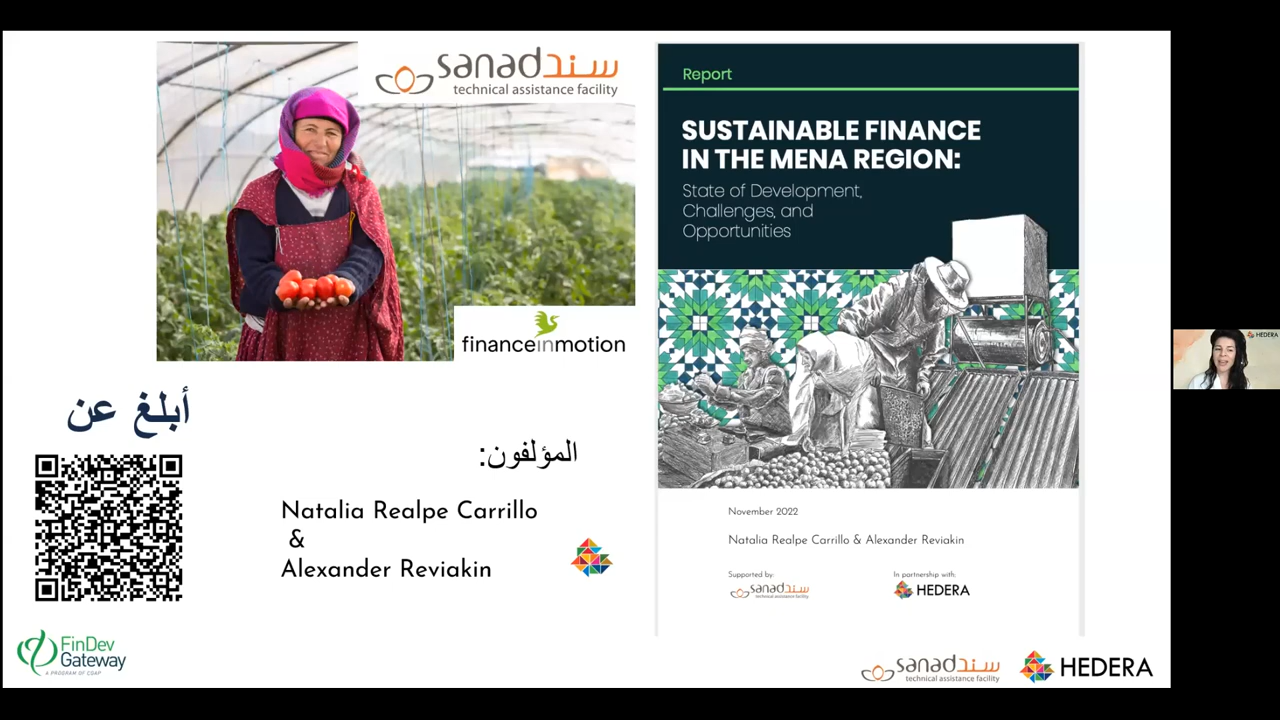 sanad سند
technical assistance facility
financeinmotion
أبلغ عن
المؤلفون:
Natalia Realpe Carrillo
&
Alexander Reviakin
FinDev
Gateway
A PROGRAM OF CGAP
Report
SUSTAINABLE FINANCE
IN THE MENA REGION:
State of Development,
Challenges, and
Opportunities
November 2022
Natalia Realpe Carrillo & Alexander Reviakin
Supported by:
sanad سند
technical assistance facility
In partnership with:
HEDERA
sanad سند
technical assistance facility
HEDERA
HEDERA